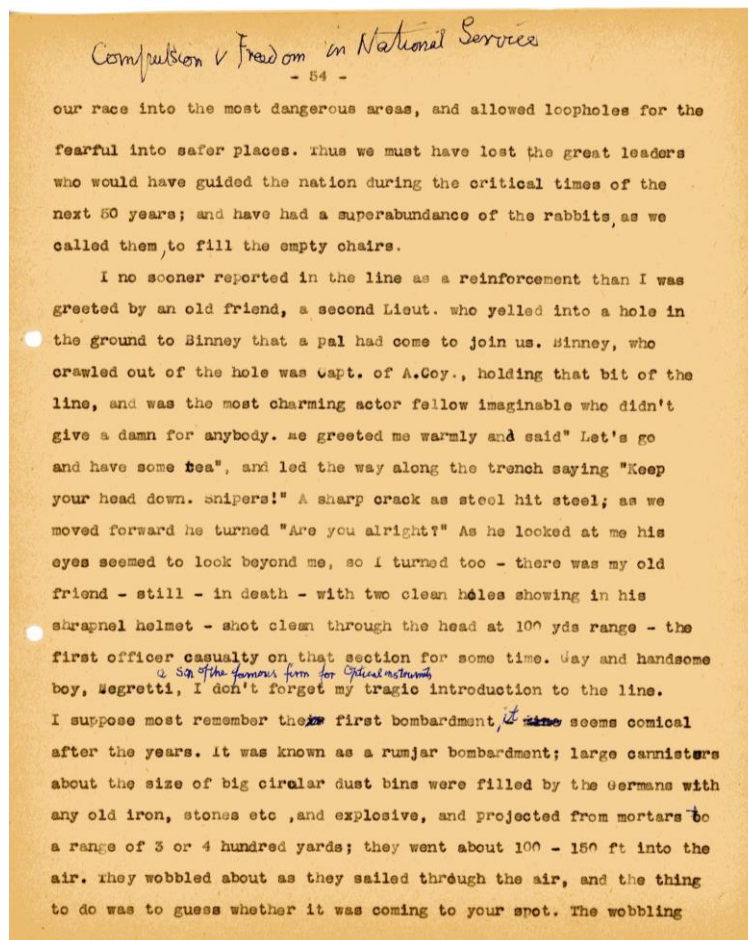 Compulsion v Freedom in National Service
- 54 -
our race into the most dangerous areas, and allowed loopholes for the
fearful into safer places. Thus we must have lost the great leaders
who would have guided the nation during the critical times of the
next 50 years; and have had a superabundance of the rabbits, as we
called them, to fill the empty chairs.
I no sooner reported in the line as a reinforcement than I was
greeted by an old friend, a second Lieut. who yelled into a hole in
the ground to Binney that a pal had come to join us. Binney, who
crawled out of the hole was Capt. of A.Coy., holding that bit of the
line, and was the most charming actor fellow imaginable who didn't
give a damn for anybody. He greeted me warmly and said" Let's go
and have some tea", and led the way along the trench saying "Keep
your head down. Snipers!" A sharp crack as steel hit steel; as we
moved forward he turned "Are you alright?" As he looked at me his
eyes seemed to look beyond me, so I turned too - there was my old
friend - still - in death - with two clean holes showing in his
shrapnel helmet - shot clean through the head at 100 yds range - the
first officer casualty on that section for some time. Gay and handsome
a son of the famous firm for Optical instruments
boy, Negretti, I don't forget my tragic introduction to the line.
I suppose most remember the first bombardment, it seems comical
after the years. It was known as a rumjar bombardment; large cannisters
about the size of big cirular dust bins were filled by the Germans with
any old iron, stones etc ,and explosive, and projected from mortars to
a range of 3 or 4 hundred yards; they went about 100 - 150 ft into the
air. They wobbled about as they sailed through the air, and the thing
to do was to guess whether it was coming to your spot. The wobbling